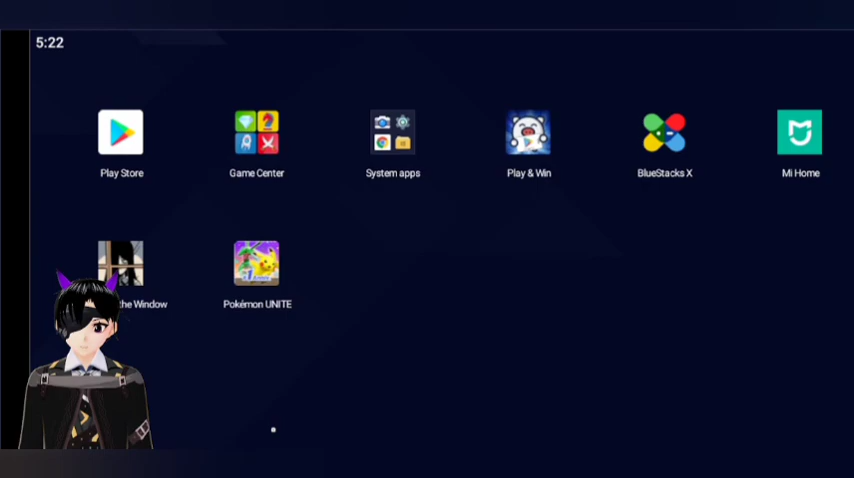 5:22
Play Store
Game Center
System apps
Play & Win
BlueStacks X
Mi Home
the Window
Pokémon UNITE